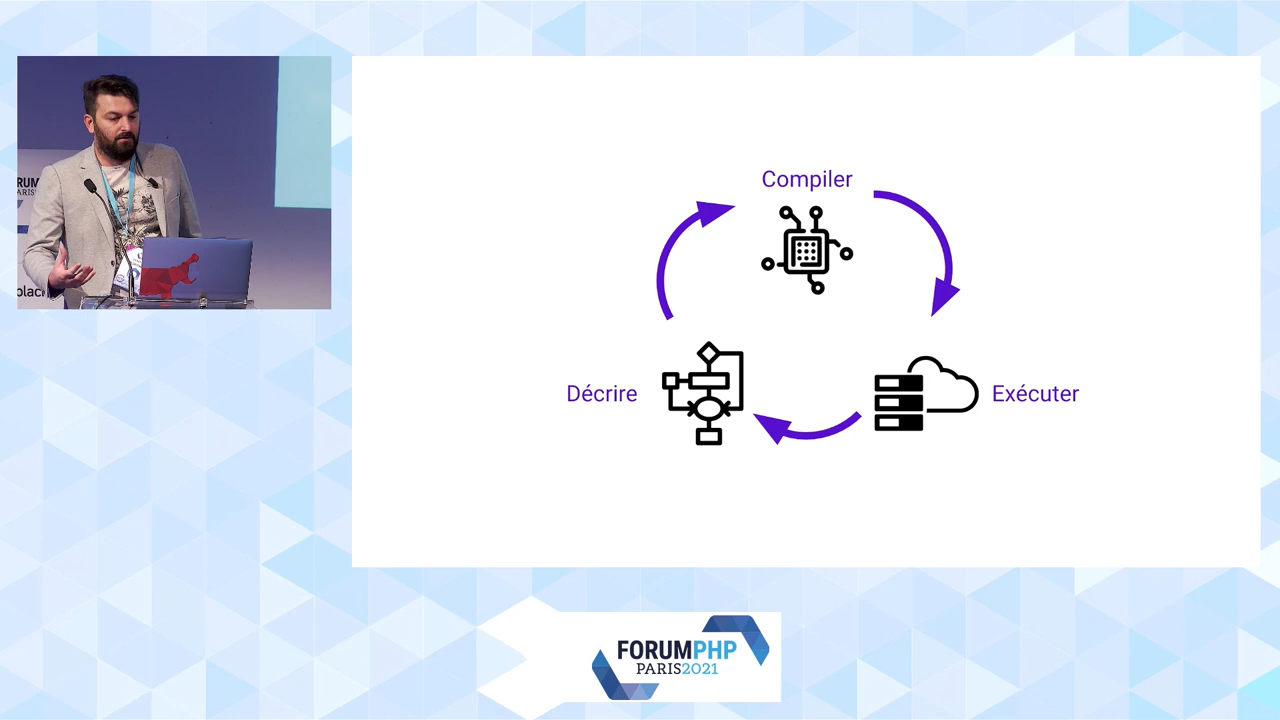 Compiler
Décrire
Exécuter
FORUMPHP
PARIS2021